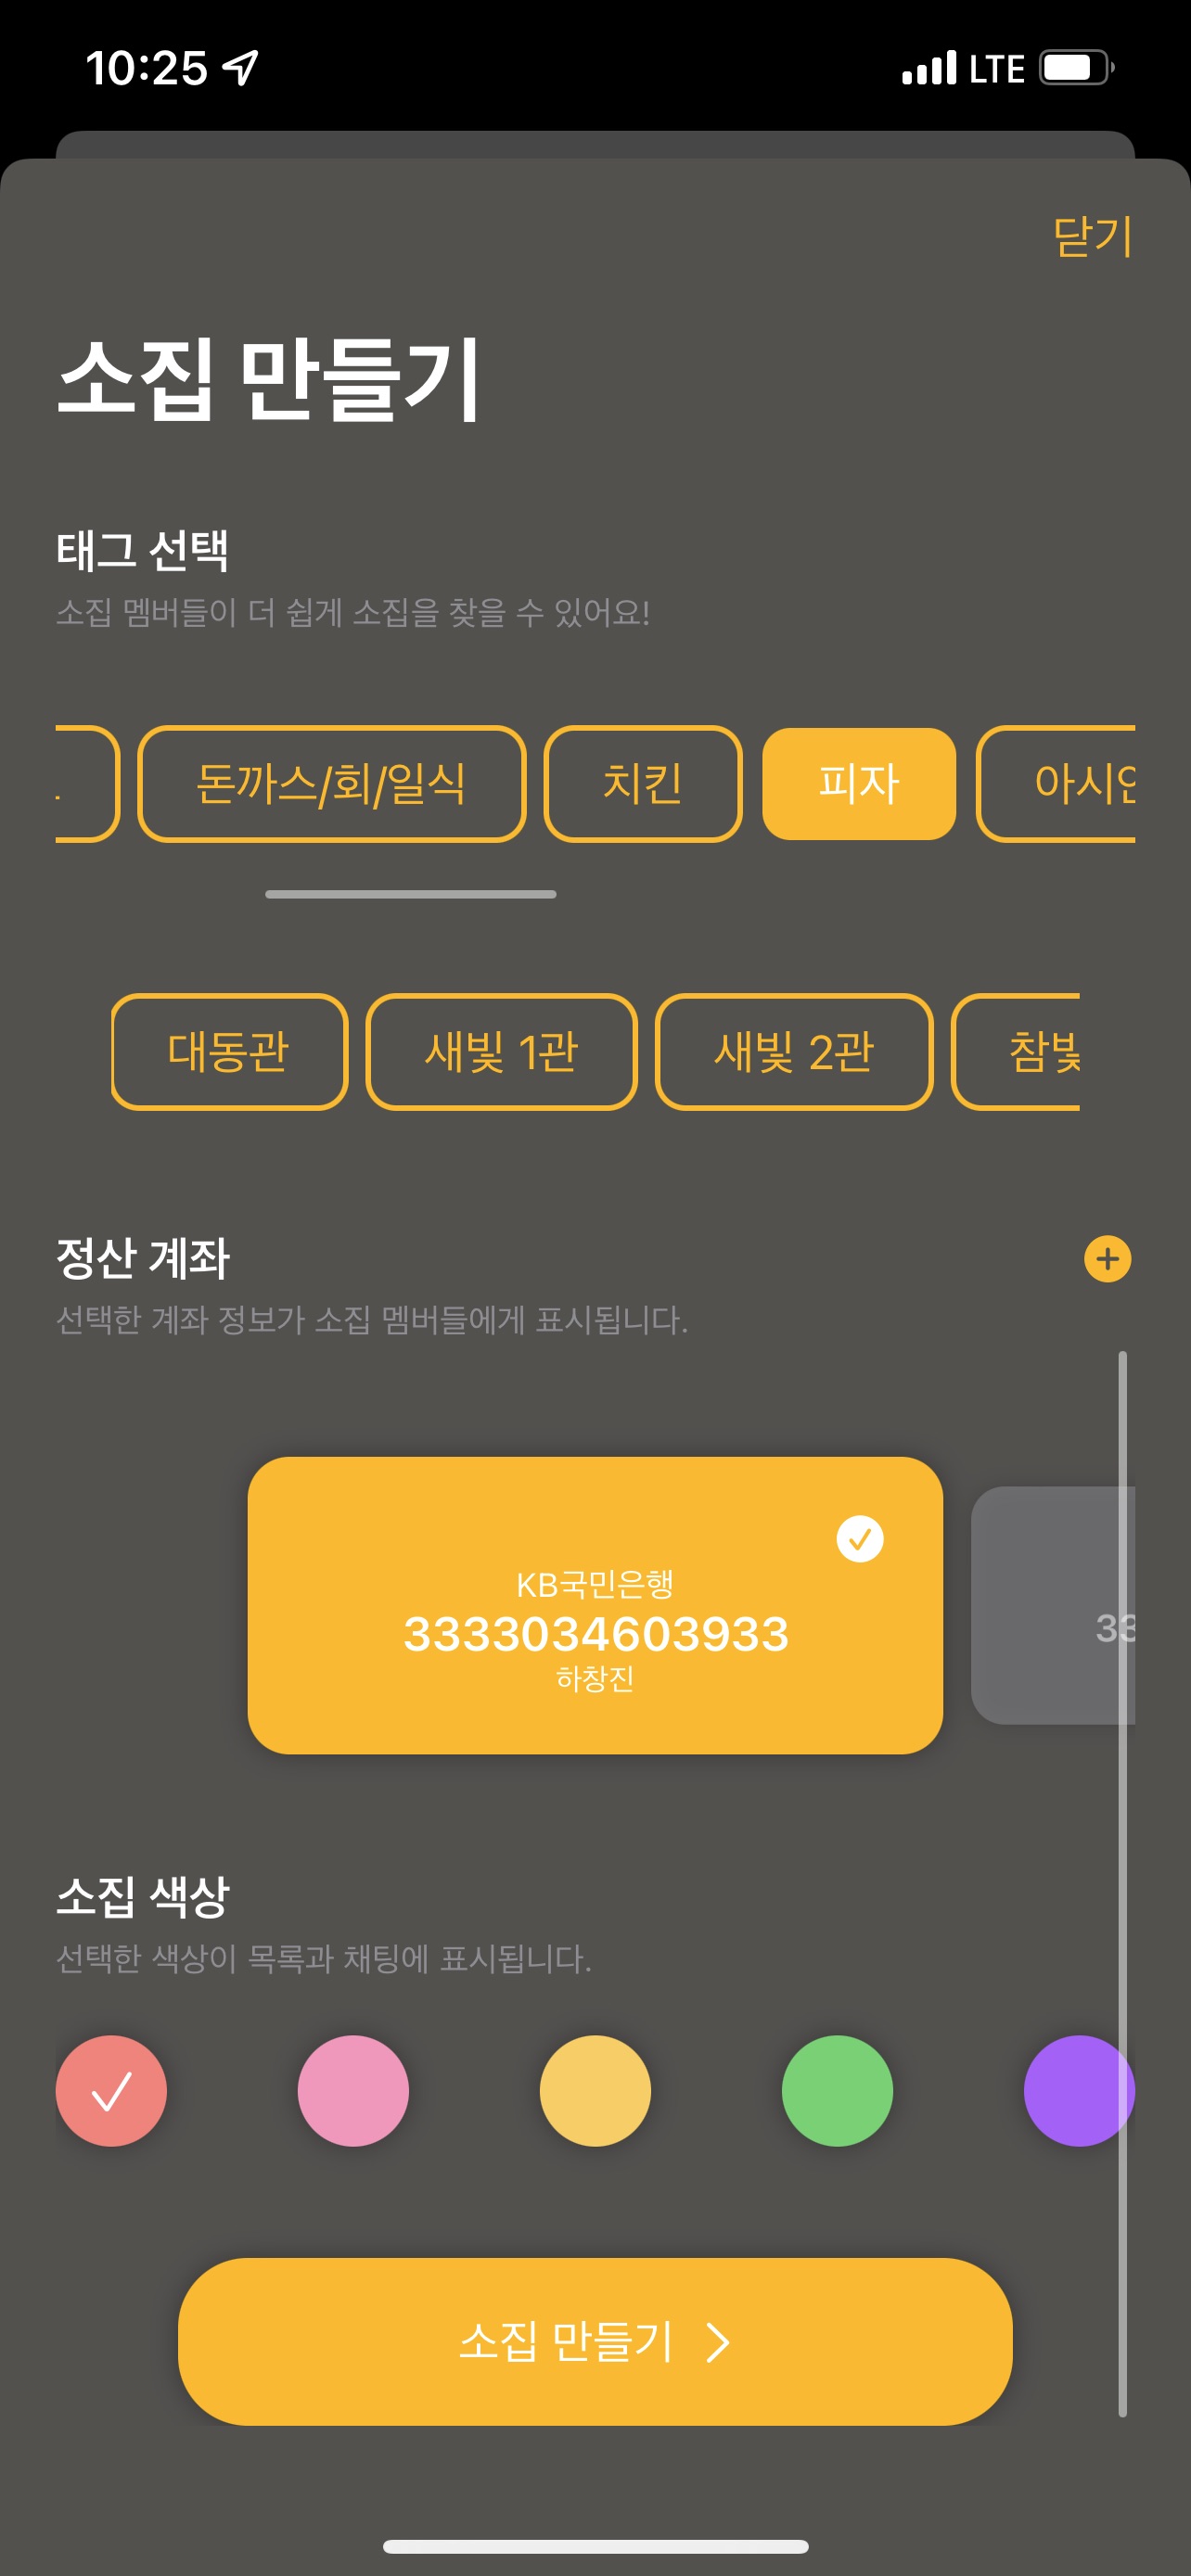 10:25 LTE
닫기
소집 만들기
태그 선택
소집 멤버들이 더 쉽게 소집을 찾을 수 있어요!
돈까스/회/일식 치킨 피자 아시안
대동관 새빛 1관 새빛 2관 참빛
정산 계좌
선택한 계좌 정보가 소집 멤버들에게 표시됩니다.
KB국민은행
3333034603933
33
하창진
소집 색상
선택한 색상이 목록과 채팅에 표시됩니다.
소집 만들기